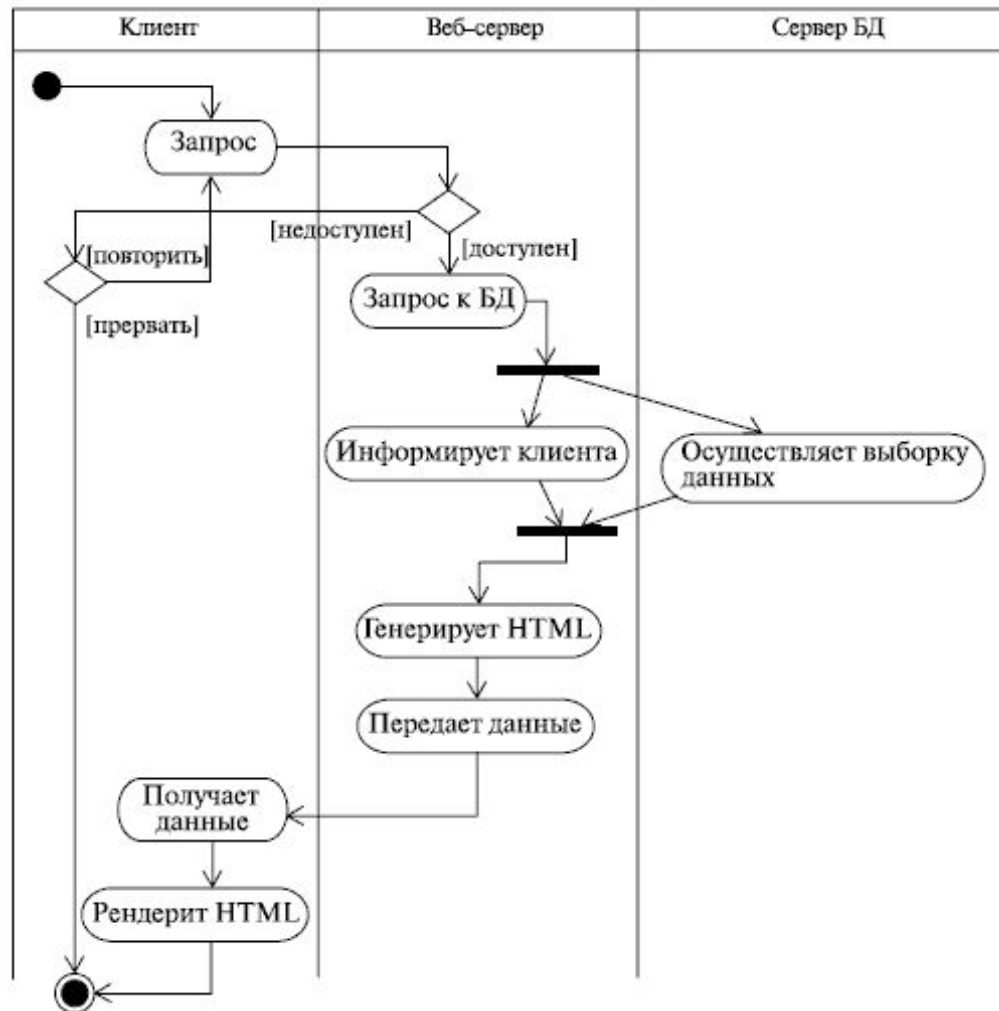 Клиент
Веб-сервер
Сервер БД
Запрос
[недоступен]
[доступен]
[повторить]
[прервать]
Запрос к БД
Информирует клиента
Осуществляет выборку
данных
Генерирует HTML
Передает данные
Получает
данные
Рендерит HTML